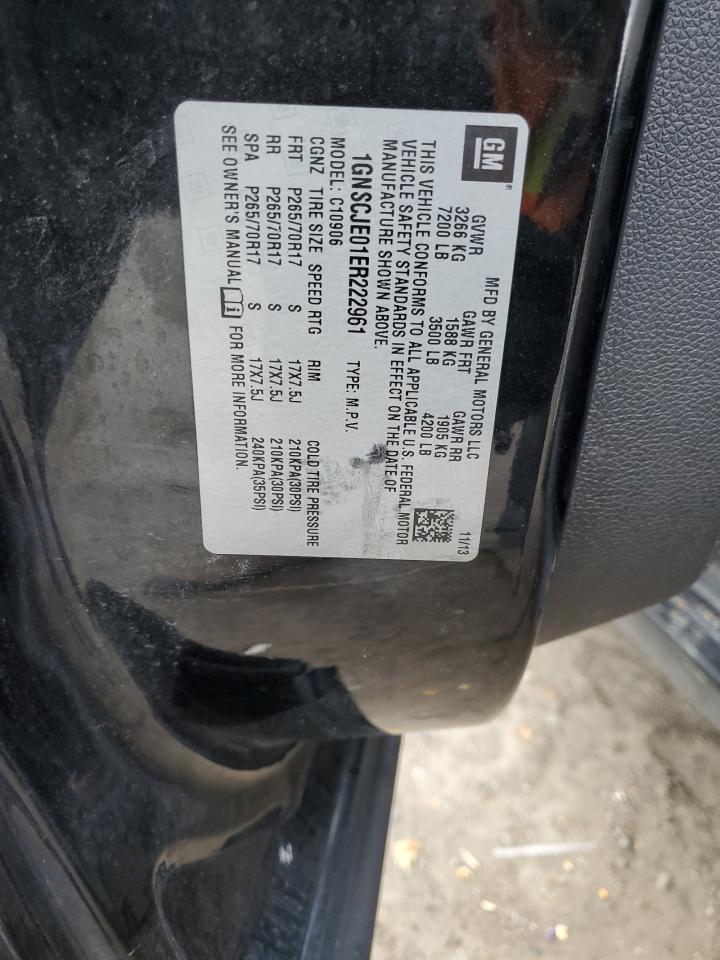 GM
MFD BY GENERAL MOTORS LLC 11/13
GVWR GAWR FRT GAWR RR
3266 KG 1588 KG 1905 KG
7200 LB 3500 LB 4200 LB
THIS VEHICLE CONFORMS TO ALL APPLICABLE U.S. FEDERAL MOTOR
VEHICLE SAFETY STANDARDS IN EFFECT ON THE DATE OF
MANUFACTURE SHOWN ABOVE.
1GNSCJE01ER222961 TYPE: M.P.V.
MODEL: C10906
CGNZ TIRE SIZE SPEED RTG RIM COLD TIRE PRESSURE
FRT P265/70R17 S 17X7.5J 210KPA(30PSI)
RR P265/70R17 S 17X7.5J 210KPA(30PSI)
SPA P265/70R17 S 17X7.5J 240KPA(35PSI)
SEE OWNER'S MANUAL i FOR MORE INFORMATION.